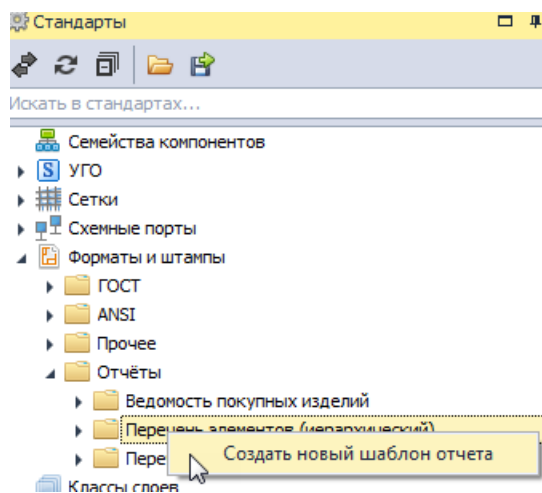 Стандарты
Искать в стандартах...
Семейства компонентов
S УГО
Сетки
Схемные порты
Форматы и штампы
ГОСТ
ANSI
Прочее
Отчёты
Ведомость покупных изделий
Перечень элементов (иерархический)
Создать новый шаблон отчета
Пере
Классы слоев